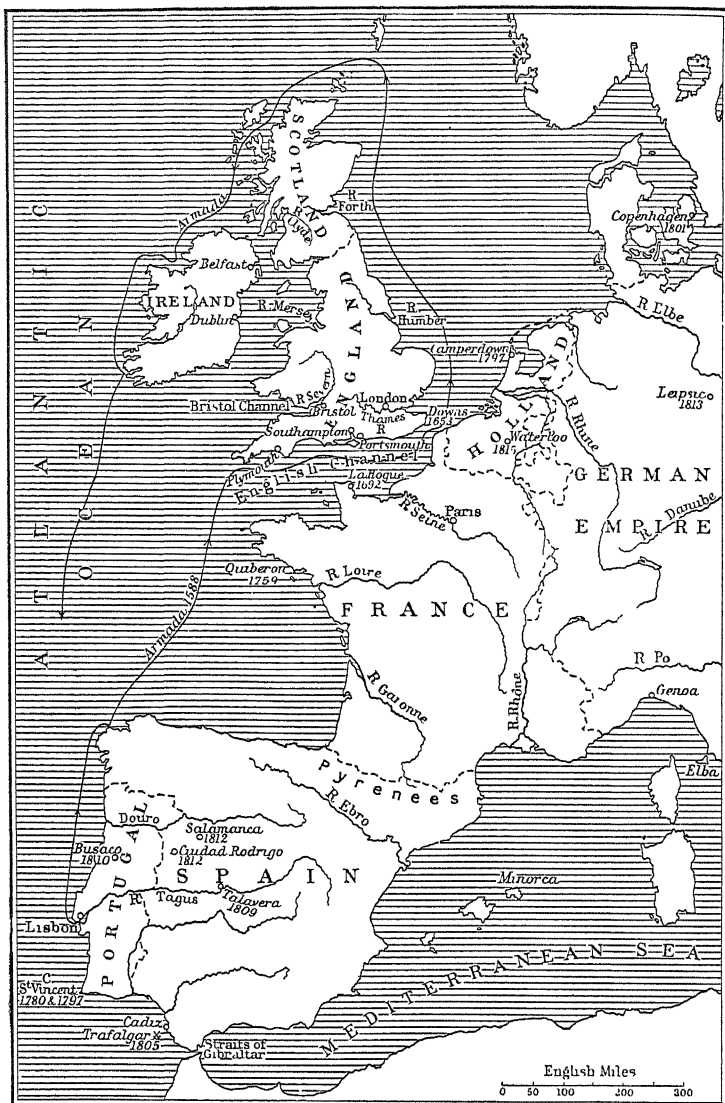 ATLANTIC
OCEAN
SCOTLAND
R
Forth
R
Clyde
Armada
Belfast
IRELAND
Dublin
ENGLAND
R. Mersey
R.
Humber
R Severn
Bristol Channel
Bristol
London
Thames
R
Southampton
Portsmouth
Plymouth
English Channel
Downs
1653
La Hogue
1692
Copenhagen
1801
R Elbe
Camperdown
1797
HOLLAND
Leipsic
1813
R Rhine
Waterloo
1815
GERMAN
EMPIRE
R Danube
R Seine
Paris
Quiberon
1759
R Loire
FRANCE
Armada 1588
R Garonne
R. Rhône
R Po
Genoa
Elba
Pyrenees
R Ebro
Douro
Salamanca
1812
Busaco
1810
Ciudad Rodrigo
1812
SPAIN
PORTUGAL
R Tagus
Talavera
1809
Lisbon
Minorca
MEDITERRANEAN SEA
C
St Vincent
1780 & 1797
Cadiz
Trafalgar
1805
Straits of
Gibraltar
English Miles
0 50 100 200 300